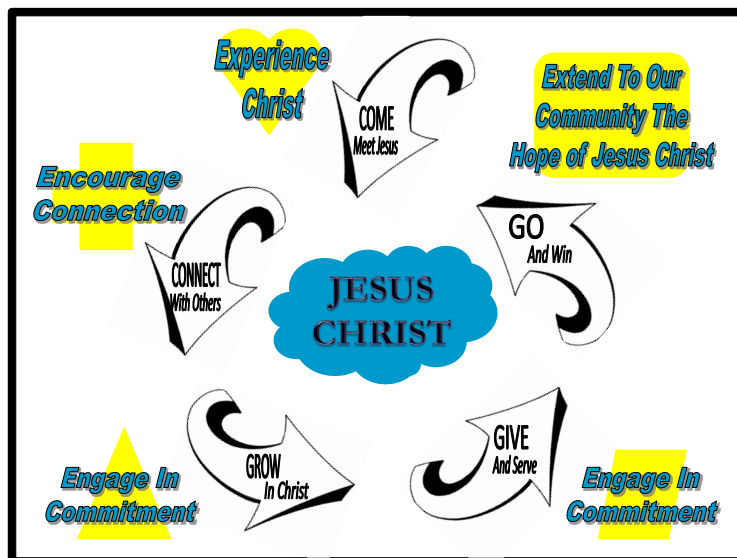 Experience
Christ
COME
Meet Jesus
Extend To Our
Community The
Hope of Jesus Christ
Encourage
Connection
CONNECT
With Others
GO
And Win
JESUS
CHRIST
Engage In
Commitment
GROW
In Christ
GIVE
And Serve
Engage In
Commitment